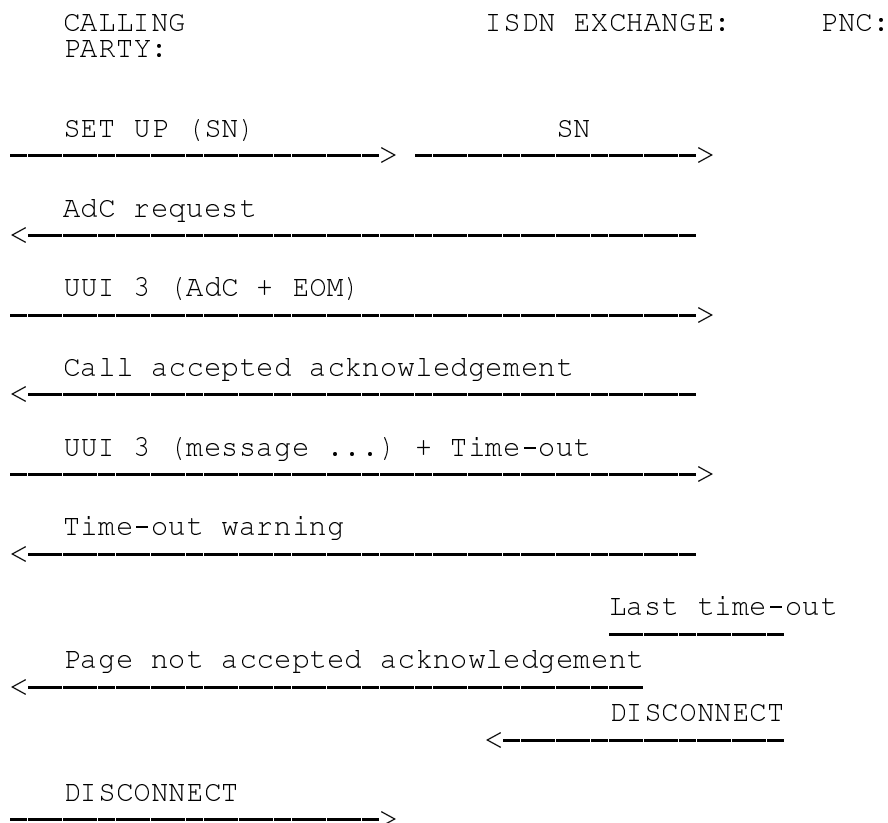 CALLING ISDN EXCHANGE: PNC:
PARTY:
SET UP (SN) SN
AdC request
UUI 3 (AdC + EOM)
Call accepted acknowledgement
UUI 3 (message ...) + Time-out
Time-out warning
Last time-out
Page not accepted acknowledgement
DISCONNECT
DISCONNECT